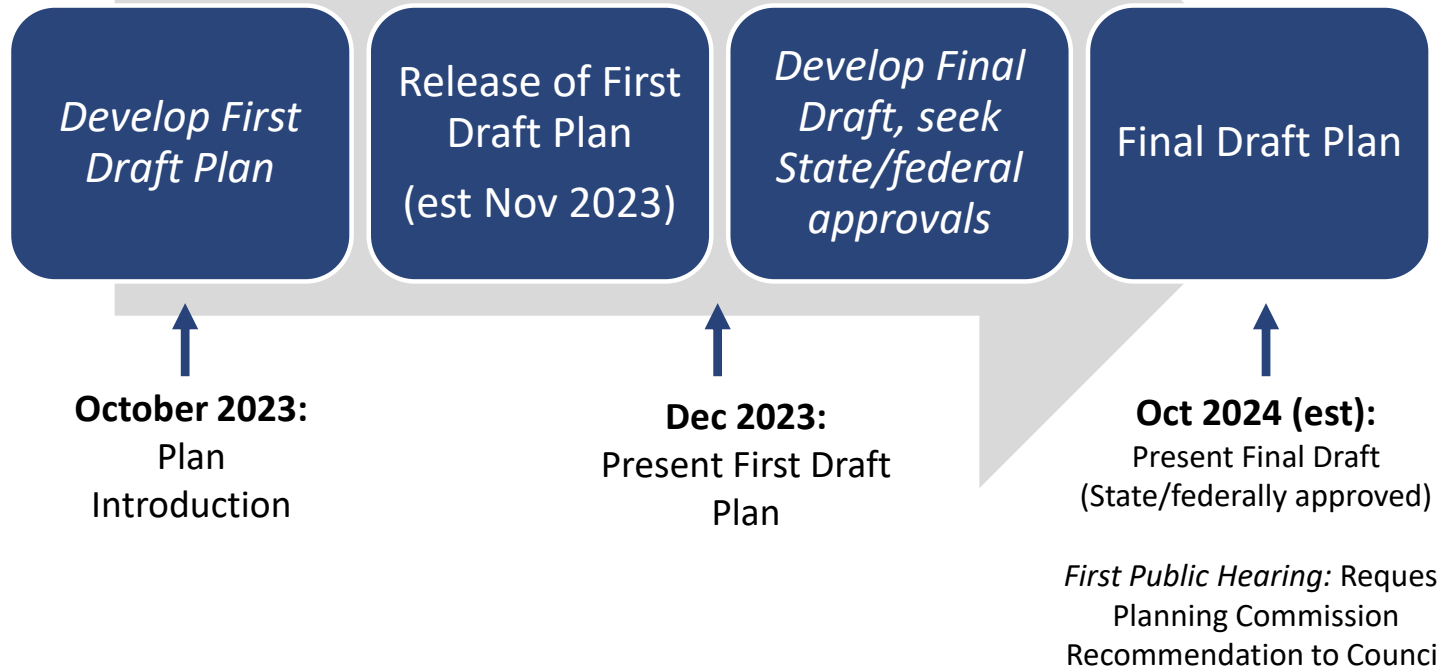 Develop First
Draft Plan
Release of First
Draft Plan
(est Nov 2023)
Develop Final
Draft, seek
State/federal
approvals
Final Draft Plan
October 2023:
Plan
Introduction
Dec 2023:
Present First Draft
Plan
Oct 2024 (est):
Present Final Draft
(State/federally approved)
First Public Hearing: Reques
Planning Commission
Recommendation to Counci